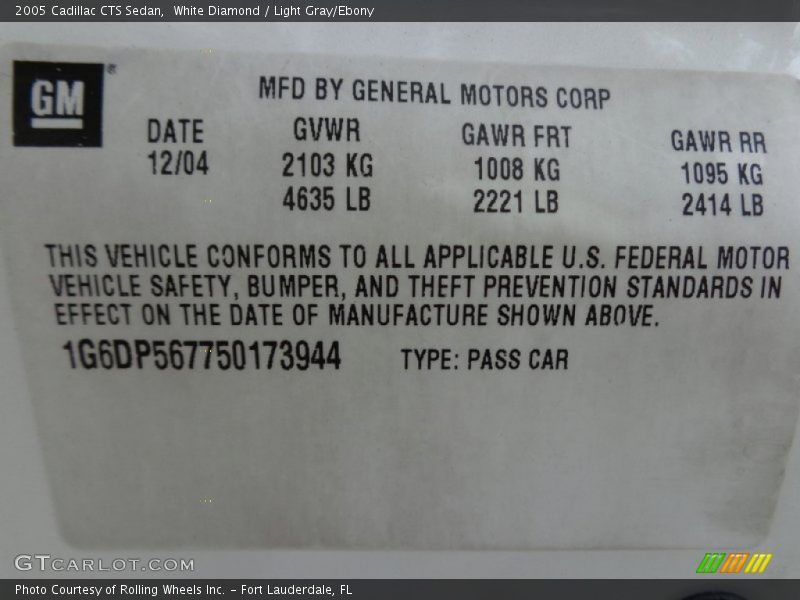 2005 Cadillac CTS Sedan,  White Diamond / Light Gray/Ebony
GM®
MFD BY GENERAL MOTORS CORP
DATE GVWR GAWR FRT GAWR RR
12/04 2103 KG 1008 KG 1095 KG
4635 LB 2221 LB 2414 LB
THIS VEHICLE CONFORMS TO ALL APPLICABLE U.S. FEDERAL MOTOR
VEHICLE SAFETY, BUMPER, AND THEFT PREVENTION STANDARDS IN
EFFECT ON THE DATE OF MANUFACTURE SHOWN ABOVE.
1G6DP567750173944 TYPE: PASS CAR
GTCARLOT.COM
Photo Courtesy of Rolling Wheels Inc. – Fort Lauderdale, FL